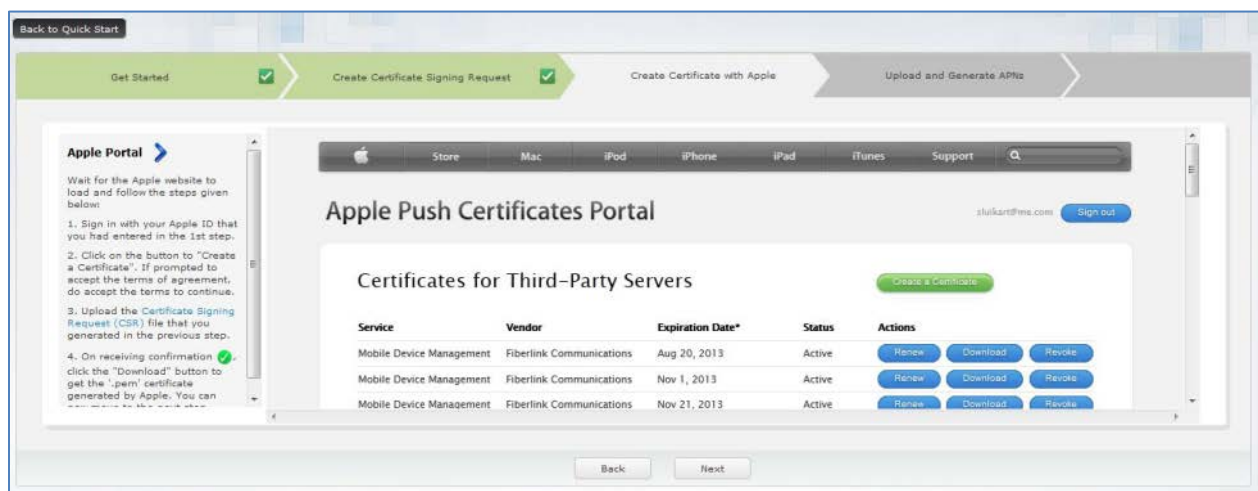 Back to Quick Start
Get Started
Create Certificate Signing Request
Create Certificate with Apple
Upload and Generate APNs
Apple Portal
Wait for the Apple website to
load and follow the steps given
below:
1. Sign in with your Apple ID that
you had entered in the 1st step.
2. Click on the button to "Create
a Certificate". If prompted to
accept the terms of agreement,
do accept the terms to continue.
3. Upload the Certificate Signing
Request (CSR) file that you
generated in the previous step.
4. On receiving confirmation ,
click the "Download" button to
get the '.pem' certificate
generated by Apple. You can
Store Mac iPod iPhone iPad iTunes Support
Apple Push Certificates Portal
sluikart@me.com Sign out
Certificates for Third-Party Servers
Create a Certificate
Service Vendor Expiration Date* Status Actions
Mobile Device Management Fiberlink Communications Aug 20, 2013 Active Renew Download Revoke
Mobile Device Management Fiberlink Communications Nov 1, 2013 Active Renew Download Revoke
Mobile Device Management Fiberlink Communications Nov 21, 2013 Active Renew Download Revoke
Back Next